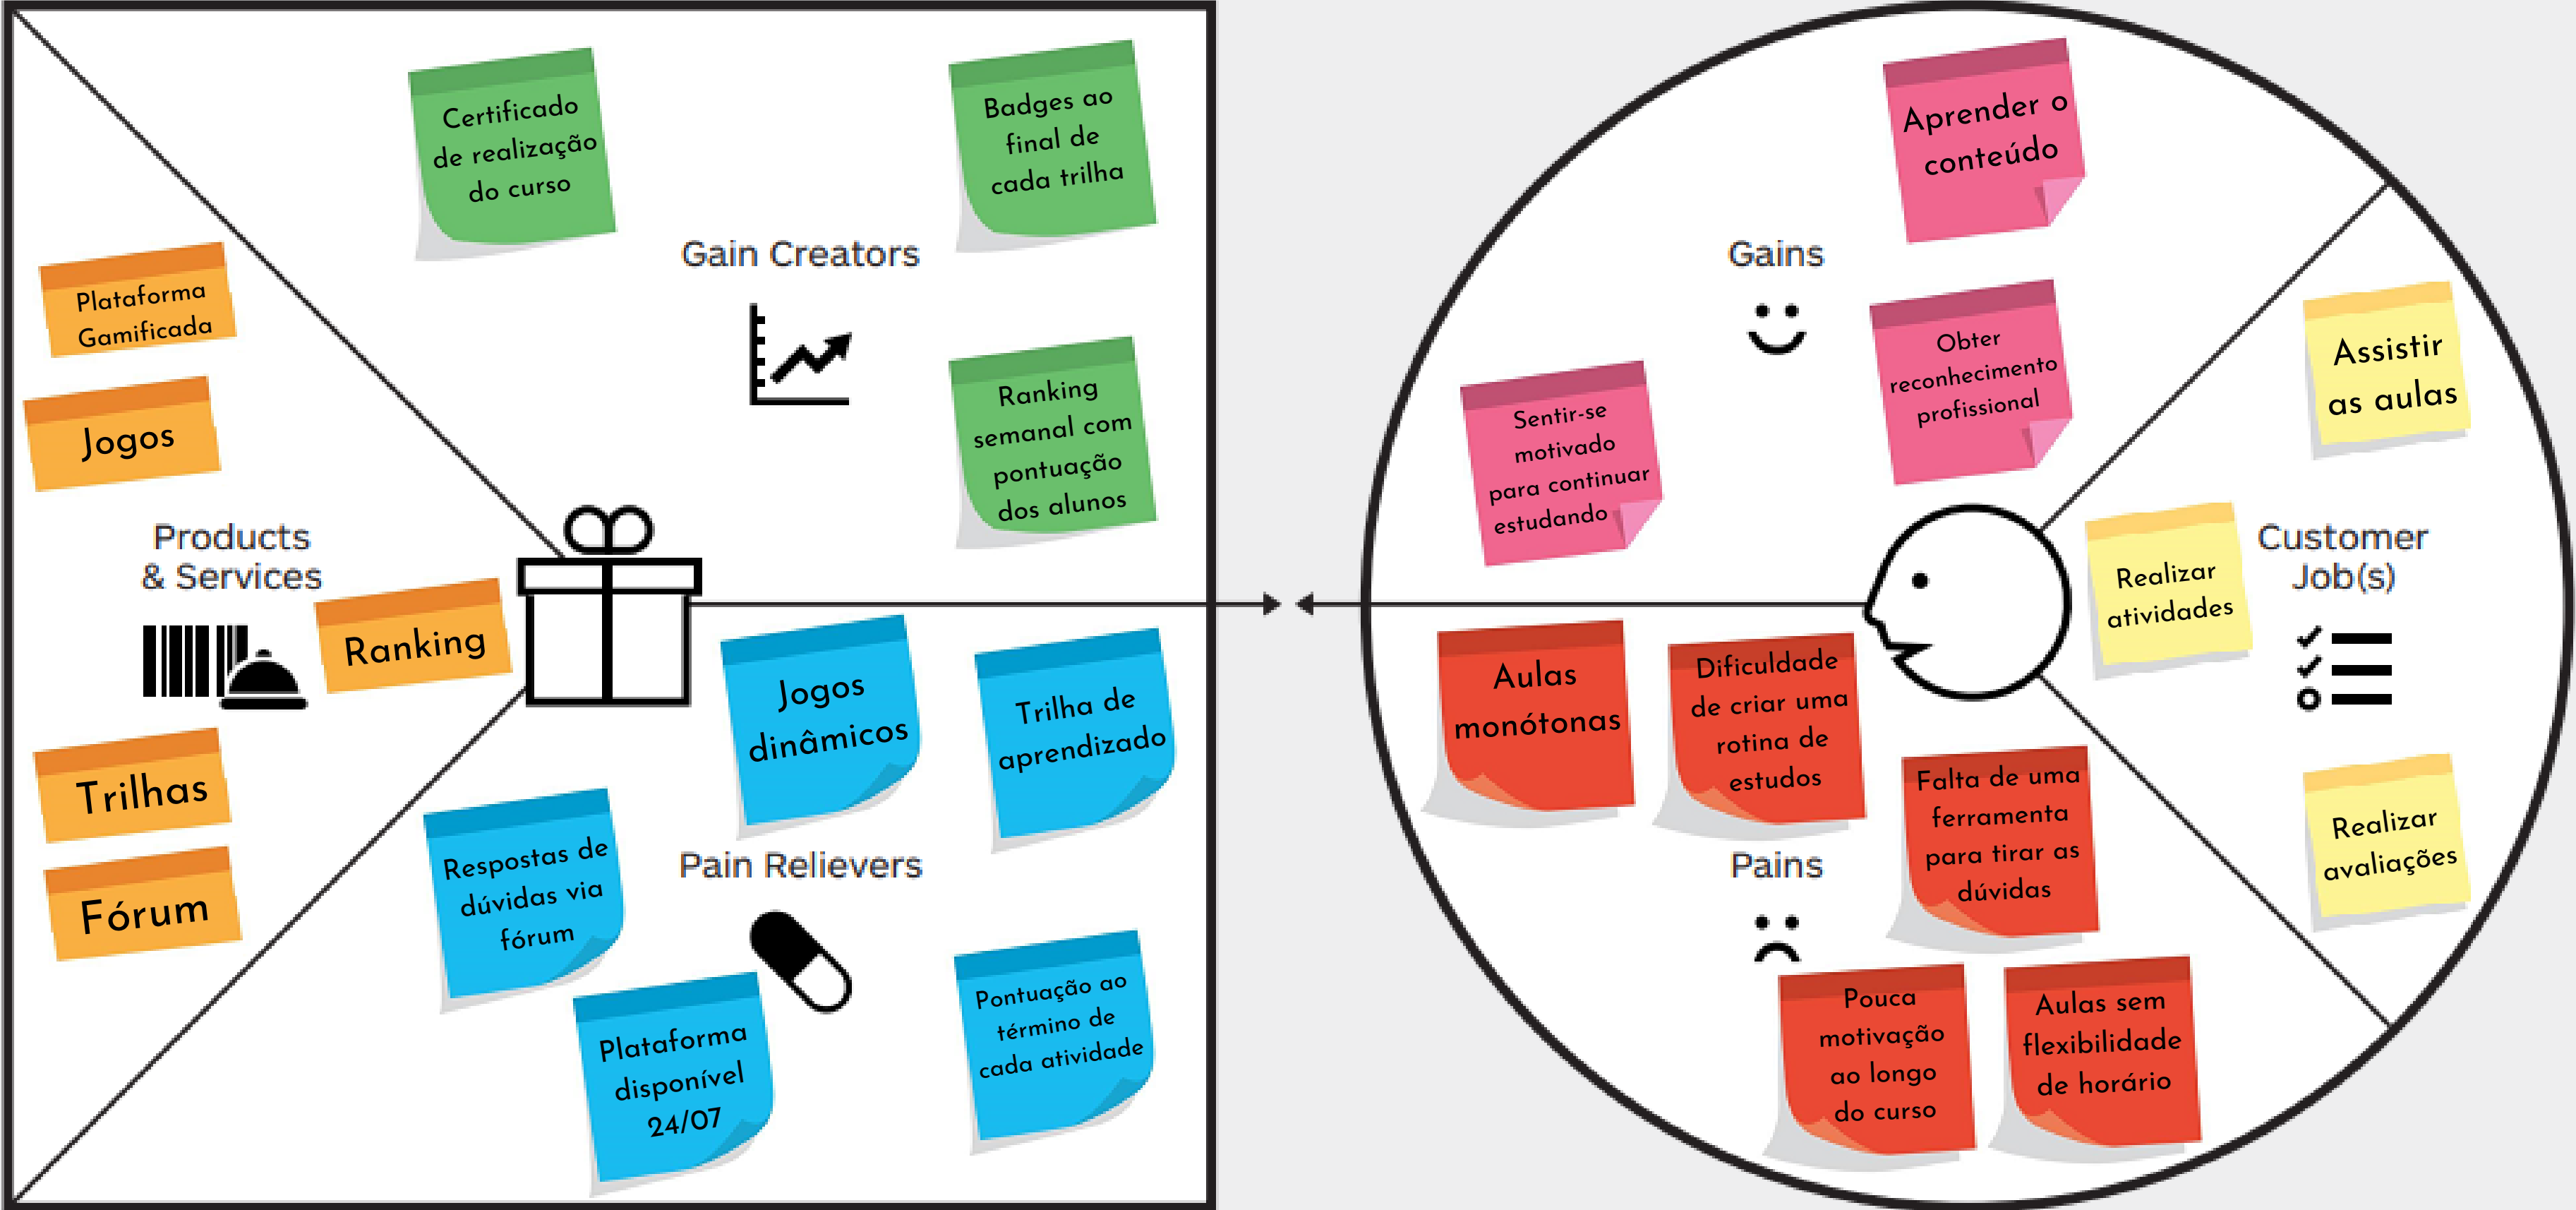 Certificado
de realização
do curso
Badges ao
final de
cada trilha
Gain Creators
Ranking
semanal com
pontuação
dos alunos
Plataforma
Gamificada
Jogos
Products
& Services
Ranking
Trilhas
Fórum
Jogos
dinâmicos
Trilha de
aprendizado
Respostas de
dúvidas via
fórum
Pain Relievers
Plataforma
disponível
24/07
Pontuação ao
término de
cada atividade
Aprender o
conteúdo
Gains
Obter
reconhecimento
profissional
Sentir-se
motivado
para continuar
estudando
Assistir
as aulas
Realizar
atividades
Customer
Job(s)
Realizar
avaliações
Aulas
monótonas
Dificuldade
de criar uma
rotina de
estudos
Falta de uma
ferramenta
para tirar as
dúvidas
Pains
Pouca
motivação
ao longo
do curso
Aulas sem
flexibilidade
de horário